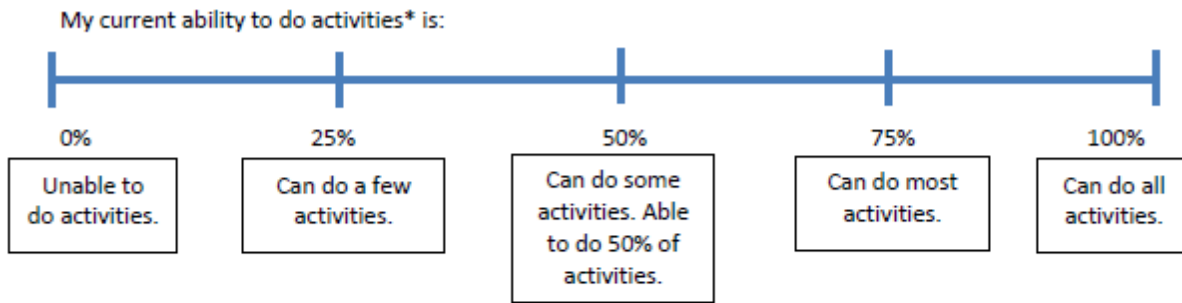 My current ability to do activities* is:
0%
25%
50%
75%
100%
Unable to
do activities.
Can do a few
activities.
Can do some
activities. Able
to do 50% of
activities.
Can do most
activities.
Can do all
activities.